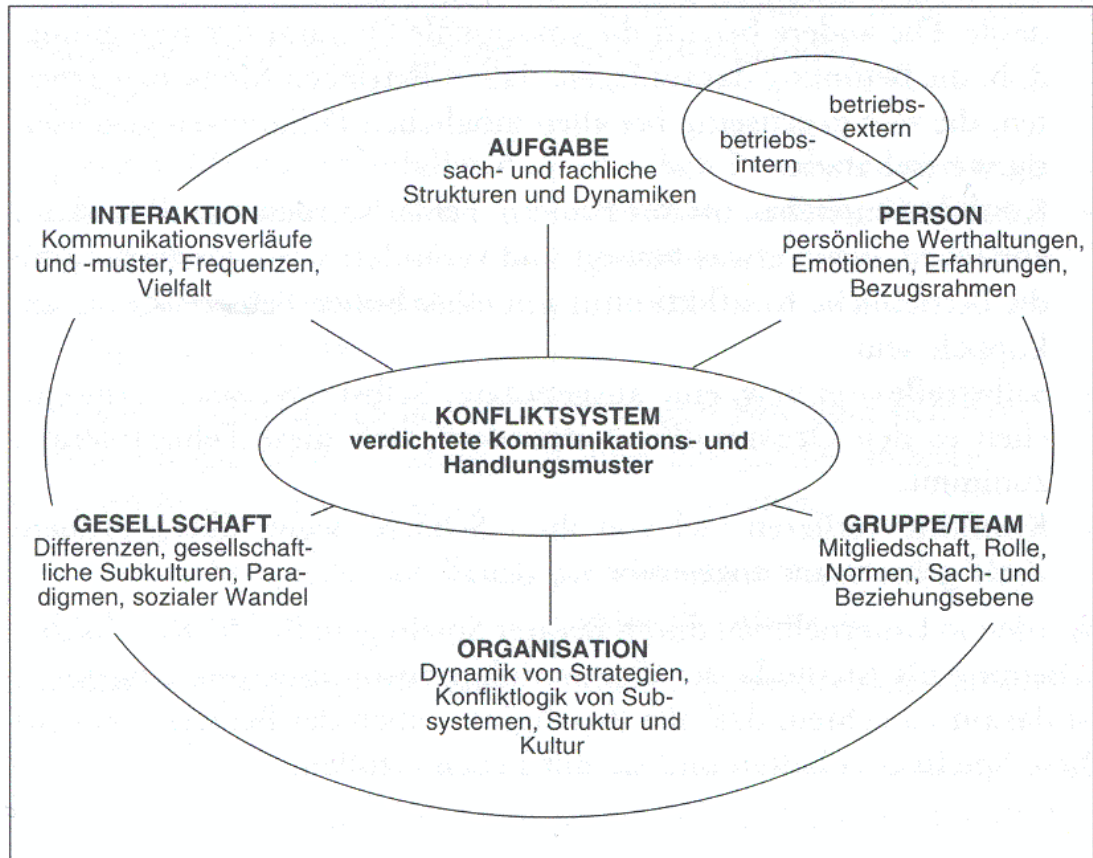 betriebs-
extern
betriebs-
intern
AUFGABE
sach- und fachliche
Strukturen und Dynamiken
INTERAKTION
Kommunikationsverläufe
und -muster, Frequenzen,
Vielfalt
PERSON
persönliche Werthaltungen,
Emotionen, Erfahrungen,
Bezugsrahmen
KONFLIKTSYSTEM
verdichtete Kommunikations- und
Handlungsmuster
GESELLSCHAFT
Differenzen, gesellschaft-
liche Subkulturen, Para-
digmen, sozialer Wandel
GRUPPE/TEAM
Mitgliedschaft, Rolle,
Normen, Sach- und
Beziehungsebene
ORGANISATION
Dynamik von Strategien,
Konfliktlogik von Sub-
systemen, Struktur und
Kultur